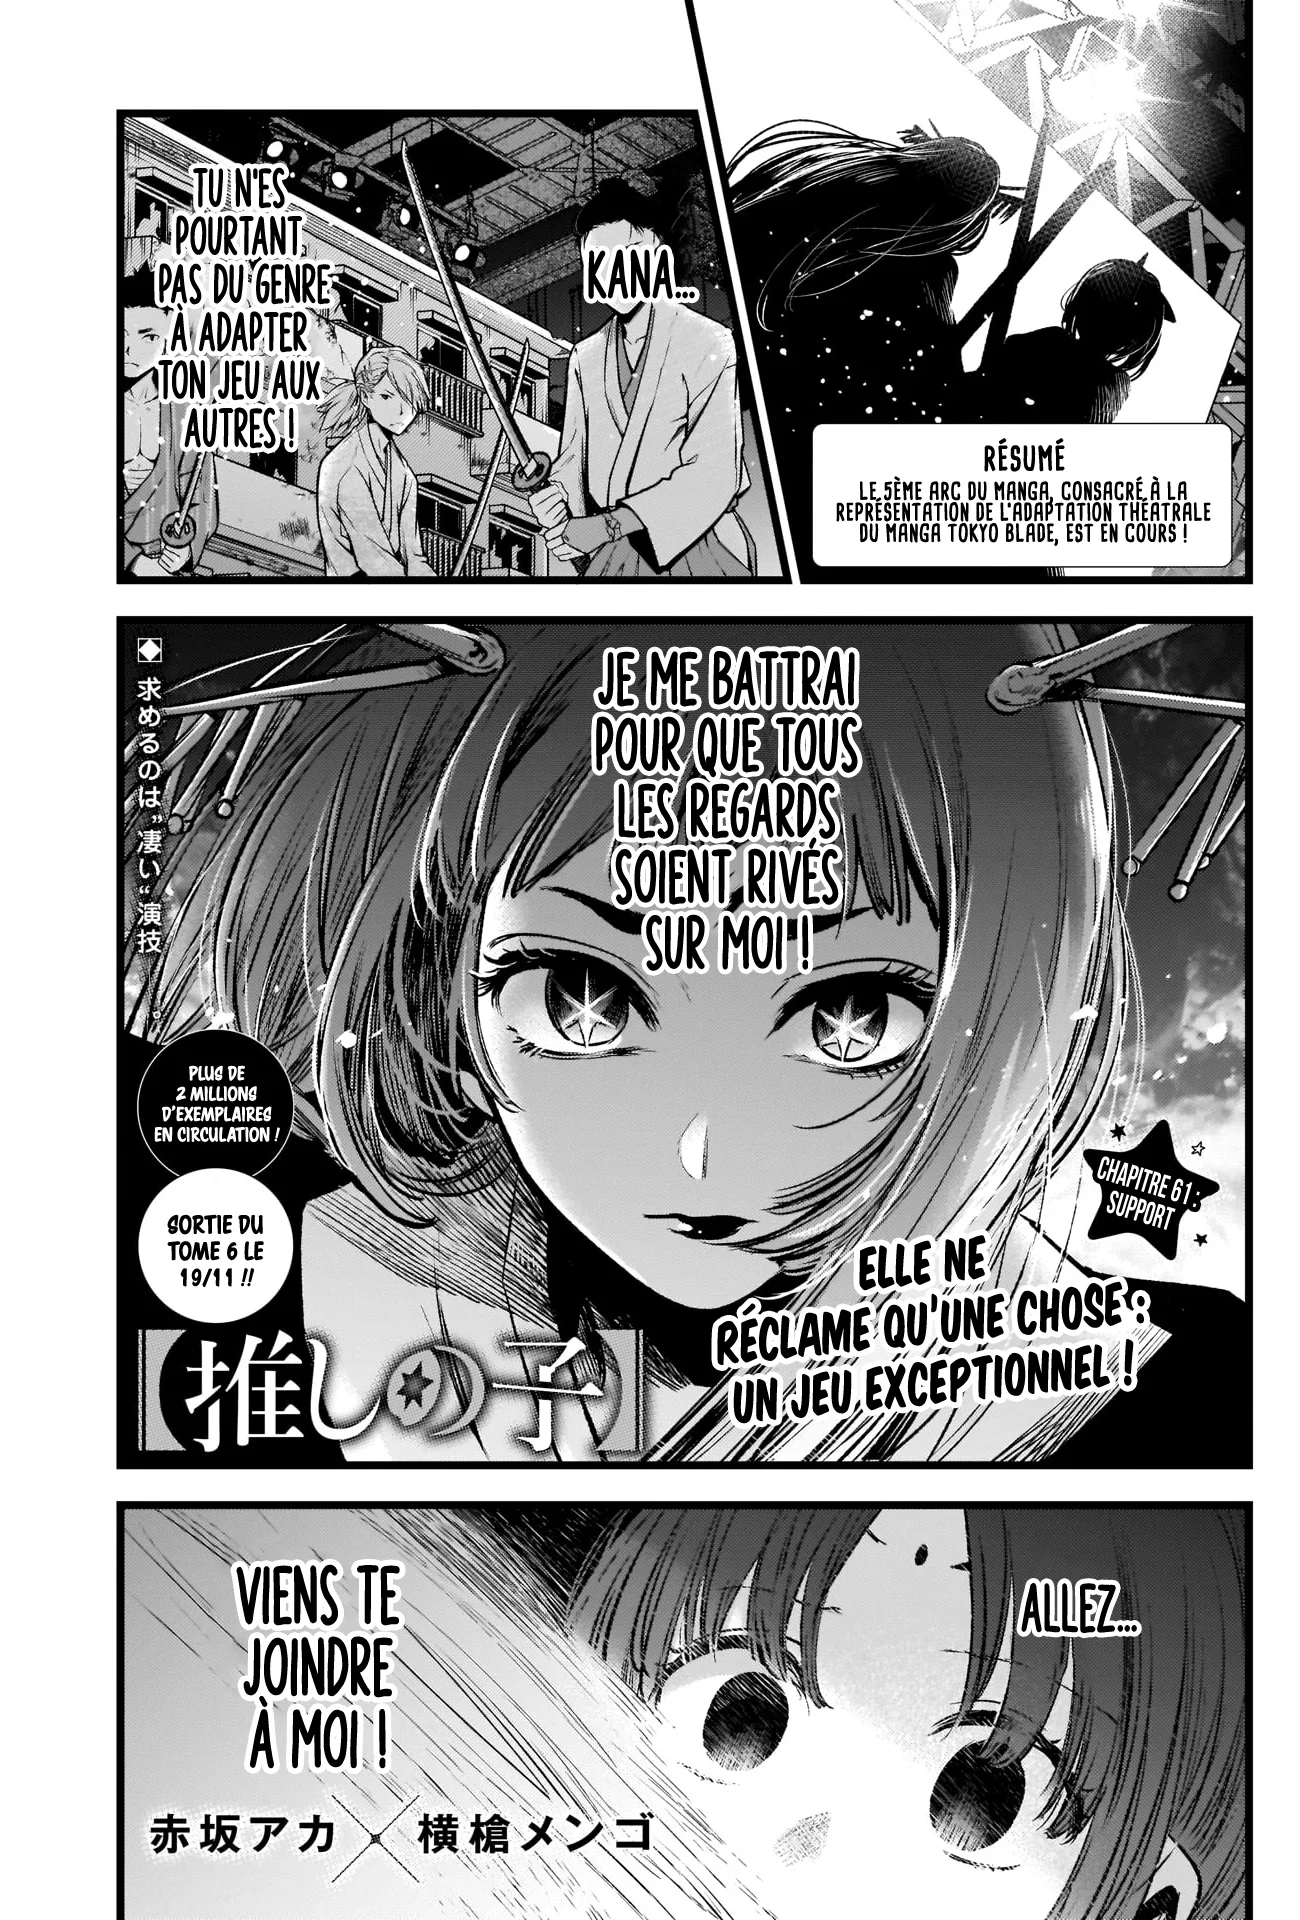 RÉSUMÉ
LE 5ÈME ARC DU MANGA, CONSACRÉ À LA
REPRÉSENTATION DE L'ADAPTATION THÉATRALE
DU MANGA TOKYO BLADE, EST EN COURS !
KANA...
TU N'ES
POURTANT
PAS DU GENRE
À ADAPTER
TON JEU AUX
AUTRES !
JE ME BATTRAI
POUR QUE TOUS
LES REGARDS
SOIENT RIVÉS
SUR MOI !
求めるのは"凄い"演技。
PLUS DE
2 MILLIONS
D'EXEMPLAIRES
EN CIRCULATION !
SORTIE DU
TOME 6 LE
19/11 !!
CHAPITRE 61 :
SUPPORT
ELLE NE
RÉCLAME QU'UNE CHOSE :
UN JEU EXCEPTIONNEL !
【推しの子】
ALLEZ...
VIENS TE
JOINDRE
À MOI !
赤坂アカ×横槍メンゴ